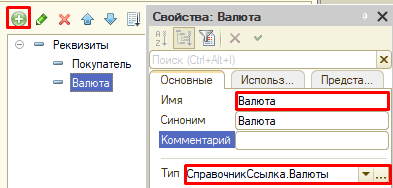 Свойства: Валюта
Реквизиты
Покупатель
Валюта
Поиск (Ctrl+Alt+I)
Основные
Использ...
Предста...
Имя
Валюта
Синоним
Валюта
Комментарий
Тип
СправочникСсылка.Валюты
...